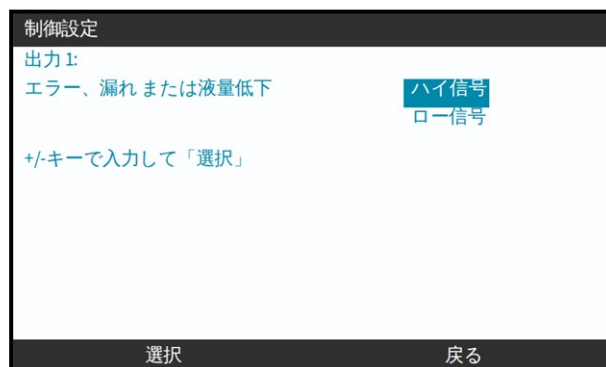 制御設定
出力 1:
エラー、漏れ または液量低下 ハイ信号
ロー信号
+/-キーで入力して「選択」
選択 戻る